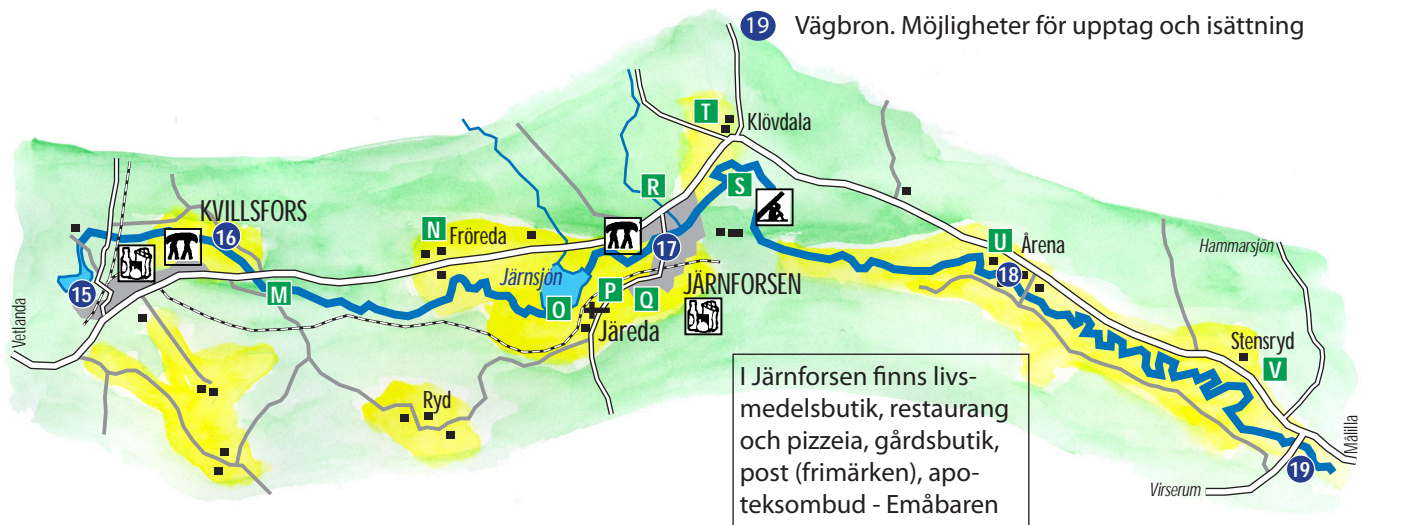 19 Vägbron. Möjligheter för upptag och isättning
T
Klövdala
R
S
KVILLSFORS
16
N
Fröreda
17
U
Årena
Hammarsjön
15
M
Järnsjön
18
O
P
Q
JÄRNFORSEN
Järeda
Vetlanda
Stensryd
V
Ryd
I Järnforsen finns livs-
medelsbutik, restaurang
och pizzeia, gårdsbutik,
post (frimärken), apo-
teksombud - Emåbaren
Målilla
19
Virserum